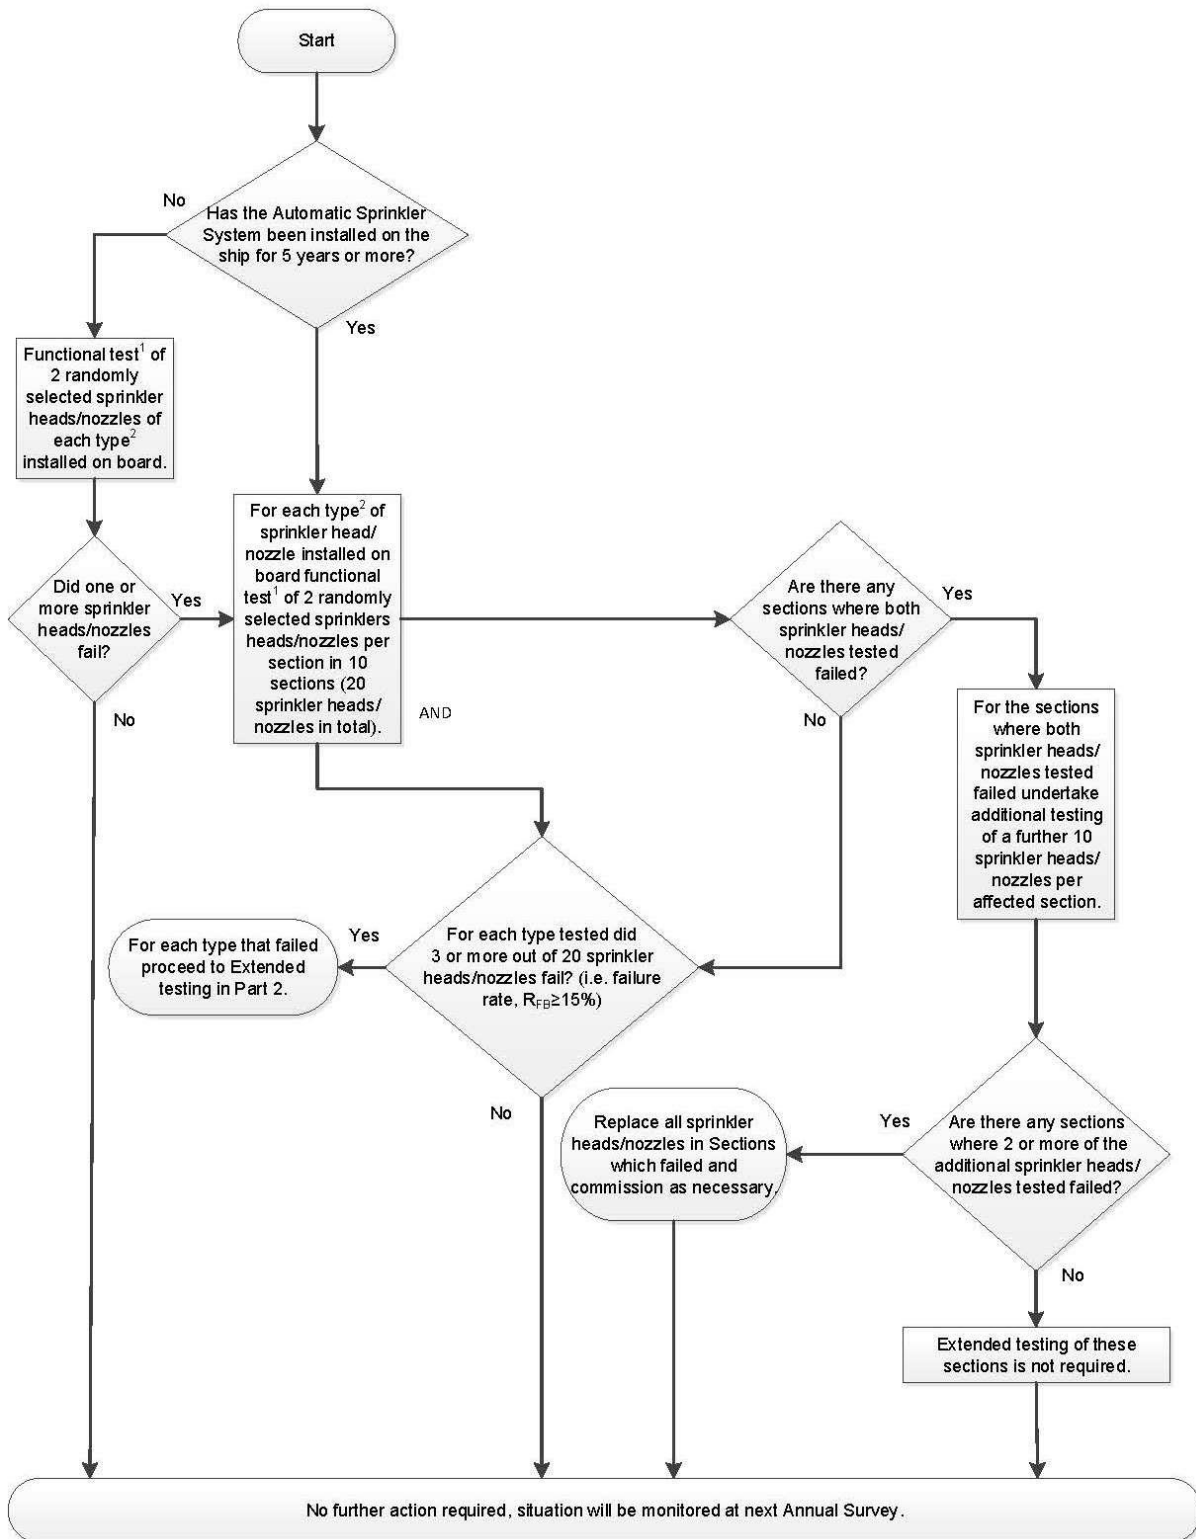 Start
No
Has the Automatic Sprinkler
System been installed on the
ship for 5 years or more?
Yes
Functional test¹ of
2 randomly
selected sprinkler
heads/nozzles of
each type²
installed on board.
Did one or
more sprinkler
heads/nozzles
fail?
Yes
No
For each type² of
sprinkler head/
nozzle installed on
board functional
test¹ of 2 randomly
selected sprinklers
heads/nozzles per
section in 10
sections (20
sprinkler heads/
nozzles in total).
AND
Are there any
sections where both
sprinkler heads/
nozzles tested
failed?
Yes
No
For the sections
where both
sprinkler heads/
nozzles tested
failed undertake
additional testing
of a further 10
sprinkler heads/
nozzles per
affected section.
For each type that failed
proceed to Extended
testing in Part 2.
Yes
For each type tested did
3 or more out of 20 sprinkler
heads/nozzles fail? (i.e. failure
rate, R_FB≥15%)
No
Replace all sprinkler
heads/nozzles in Sections
which failed and
commission as necessary.
Yes
Are there any sections
where 2 or more of the
additional sprinkler heads/
nozzles tested failed?
No
Extended testing of these
sections is not required.
No further action required, situation will be monitored at next Annual Survey.